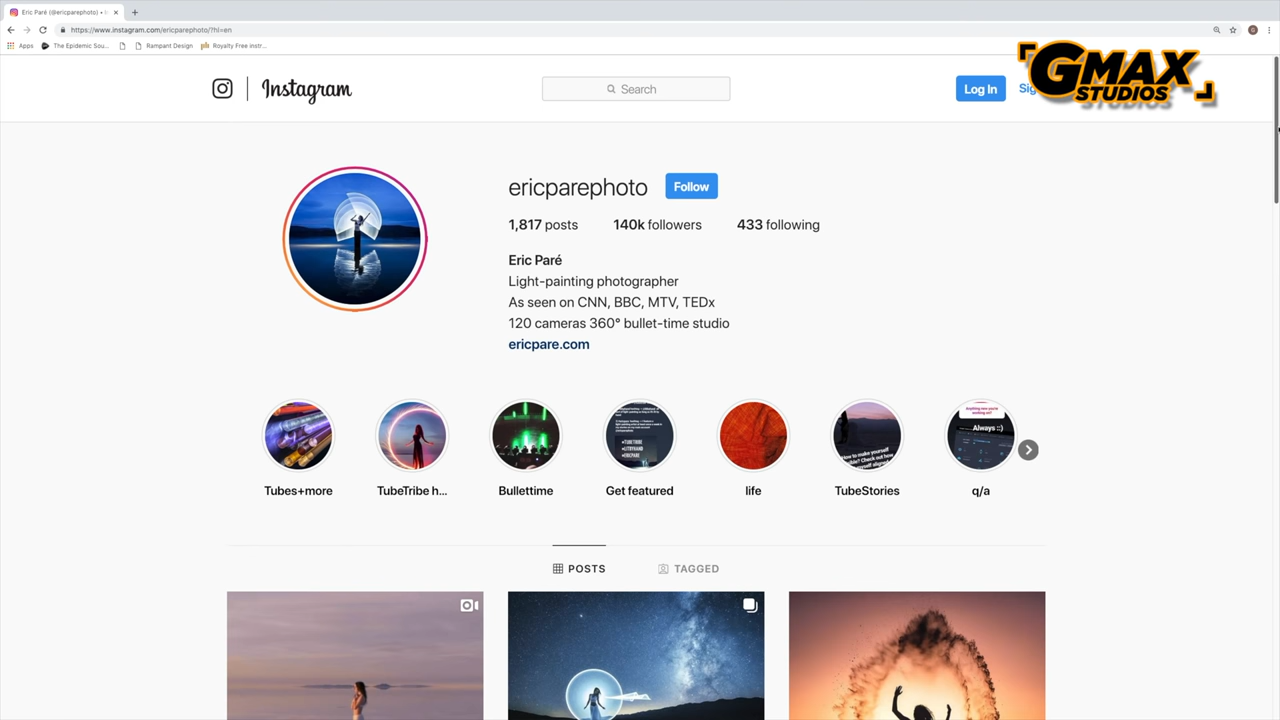 Eric Paré (@ericparephoto) •
https://www.instagram.com/ericparephoto/?hl=en
Apps
The Epidemic Sou...
Rampant Design
Royalty Free instr...
GMAX
STUDIOS
Instagram
Search
Log In
ericparephoto
Follow
1,817 posts
140k followers
433 following
Eric Paré
Light-painting photographer
As seen on CNN, BBC, MTV, TEDx
120 cameras 360° bullet-time studio
ericpare.com
Always ::)
Tubes+more
TubeTribe h...
Bullettime
Get featured
life
TubeStories
q/a
POSTS
TAGGED